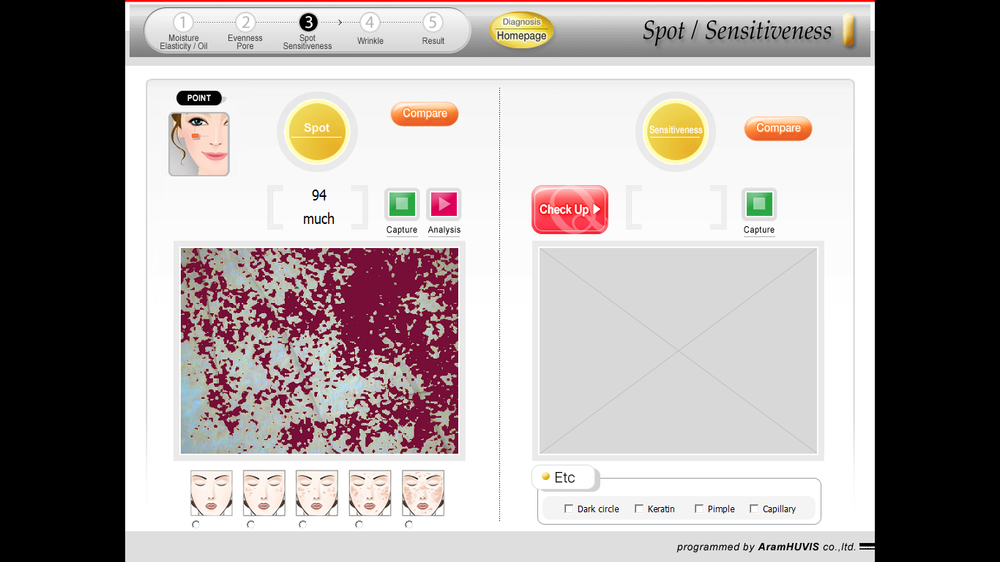 1
2
3
4
5
Moisture
Elasticity / Oil
Evenness
Pore
Spot
Sensitiveness
Wrinkle
Result
Diagnosis
Homepage
Spot / Sensitiveness
POINT
Spot
Compare
94
much
Capture
Analysis
Sensitiveness
Compare
& Check Up
Capture
Etc
Dark circle
Keratin
Pimple
Capillary
programmed by AramHUVIS co.,ltd.